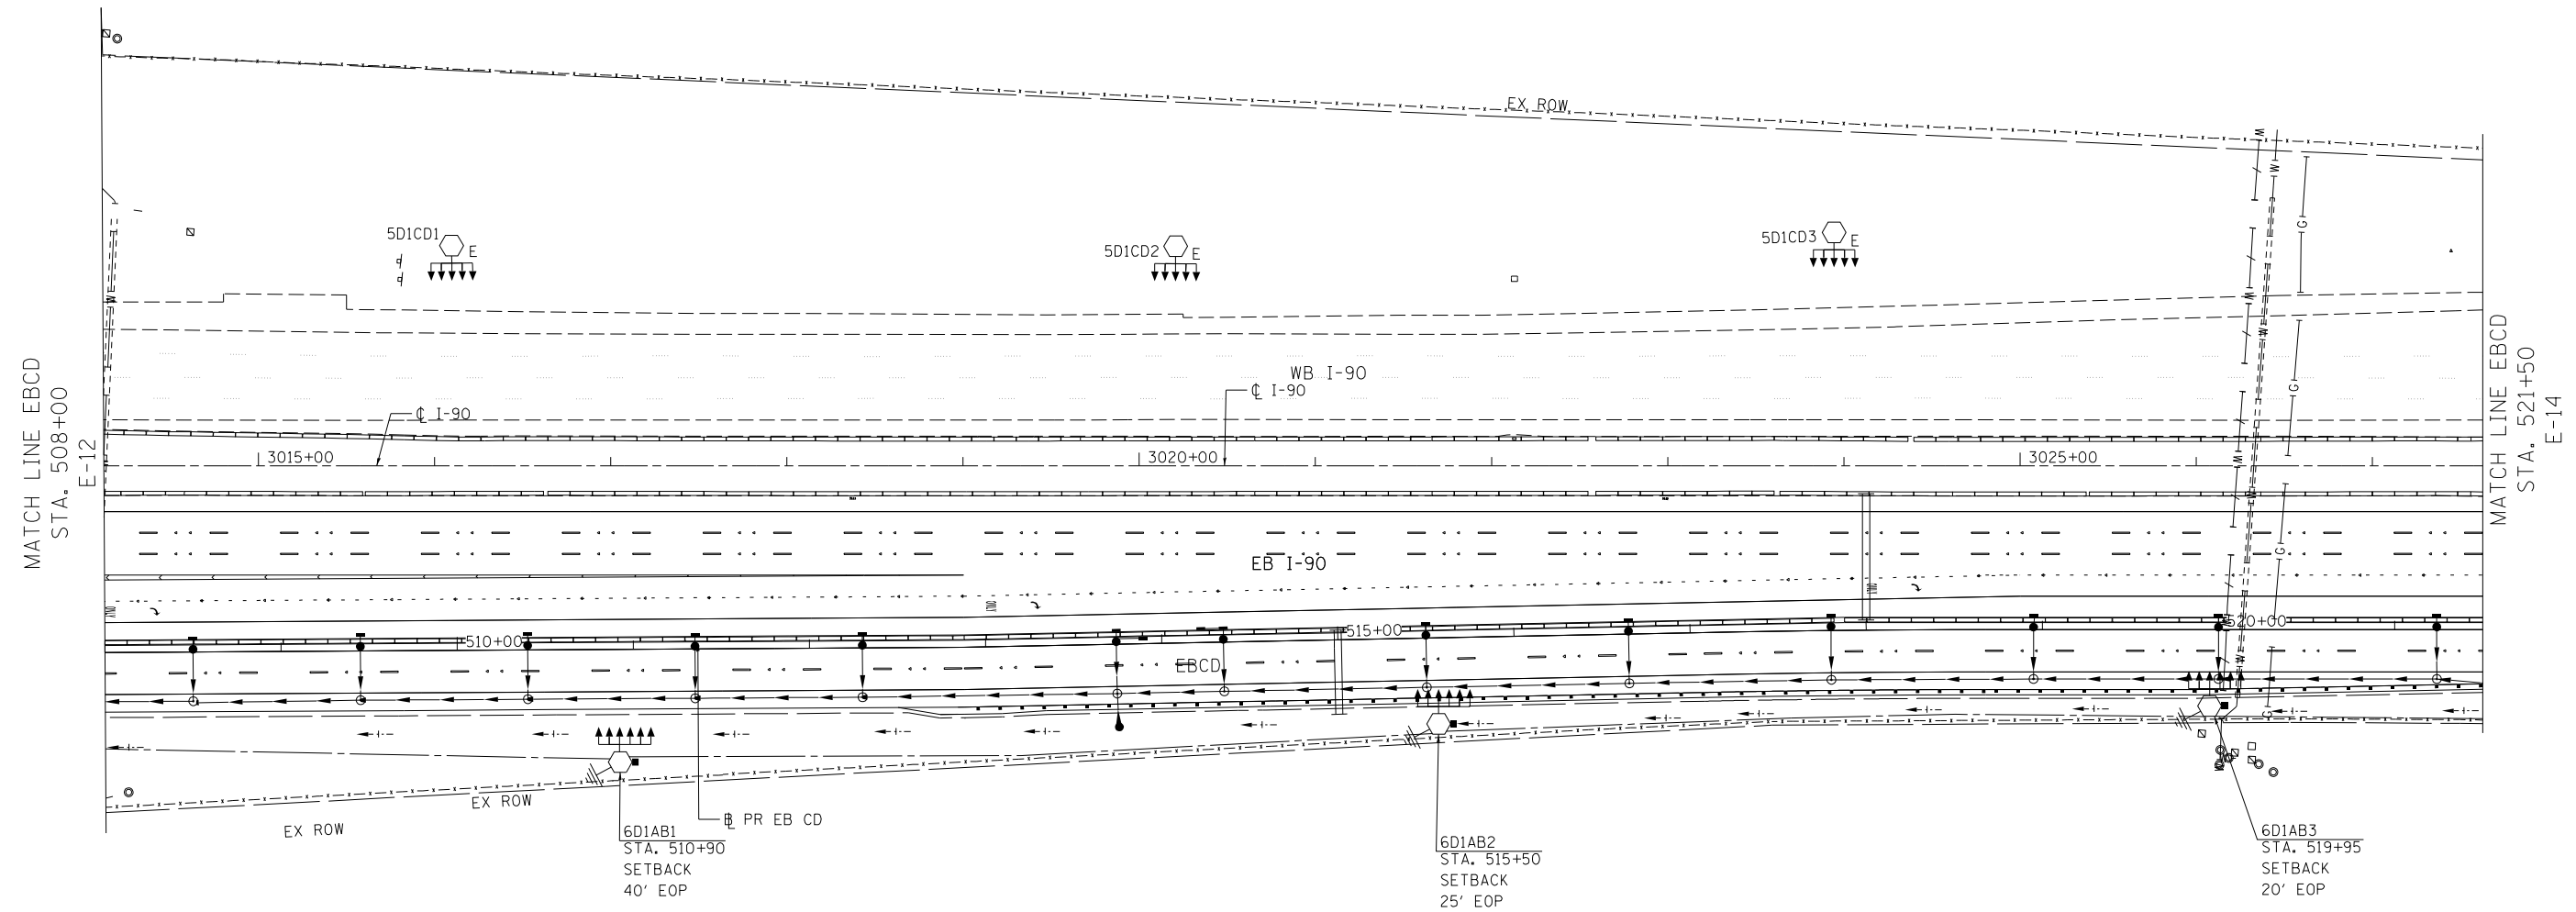 EX ROW
5D1CD1
E
5D1CD2
E
5D1CD3
E
W
W
W
G
W
W
W
W
G
WB I-90
℄ I-90
℄ I-90
MATCH LINE EBCD
STA. 508+00
E-12
MATCH LINE EBCD
STA. 521+50
E-14
3015+00
3020+00
3025+00
W
W
G
EB I-90
ONLY
ONLY
ONLY
510+00
515+00
520+00
EBCD
W
G
EX ROW
EX ROW
PR EB CD
6D1AB1
STA. 510+90
SETBACK
40' EOP
6D1AB2
STA. 515+50
SETBACK
25' EOP
6D1AB3
STA. 519+95
SETBACK
20' EOP